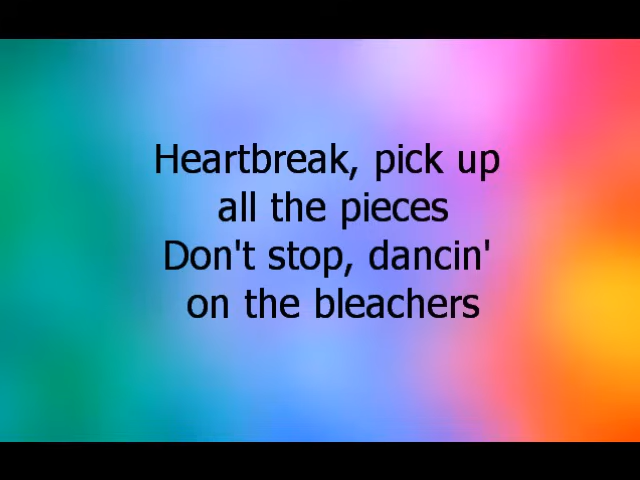 Heartbreak, pick up
all the pieces
Don't stop, dancin'
on the bleachers